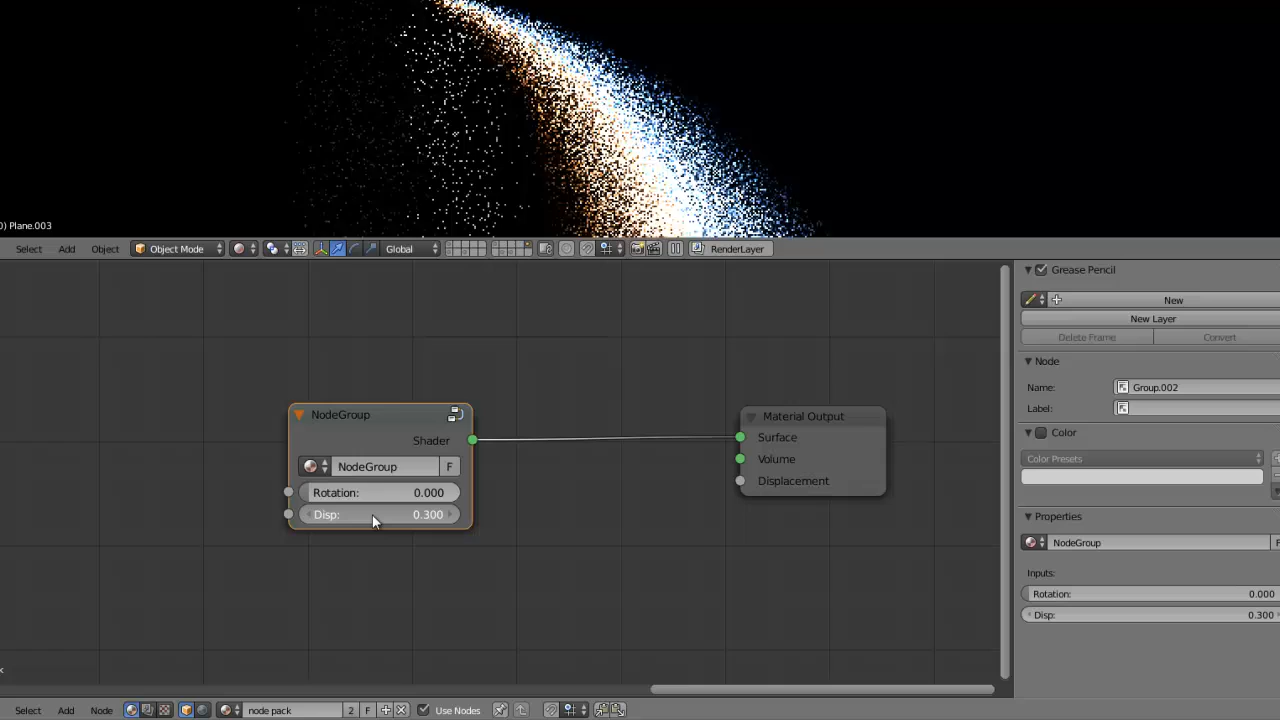 0) Plane.003
Select Add Object Object Mode Global RenderLayer
Grease Pencil
New
New Layer
Delete Frame Convert
Node
Name: Group.002
Label:
Color
Color Presets
Properties
NodeGroup F
Inputs:
Rotation: 0.000
Disp: 0.300
NodeGroup
Shader
NodeGroup F
Rotation: 0.000
Disp: 0.300
Material Output
Surface
Volume
Displacement
Select Add Node node pack 2 F Use Nodes